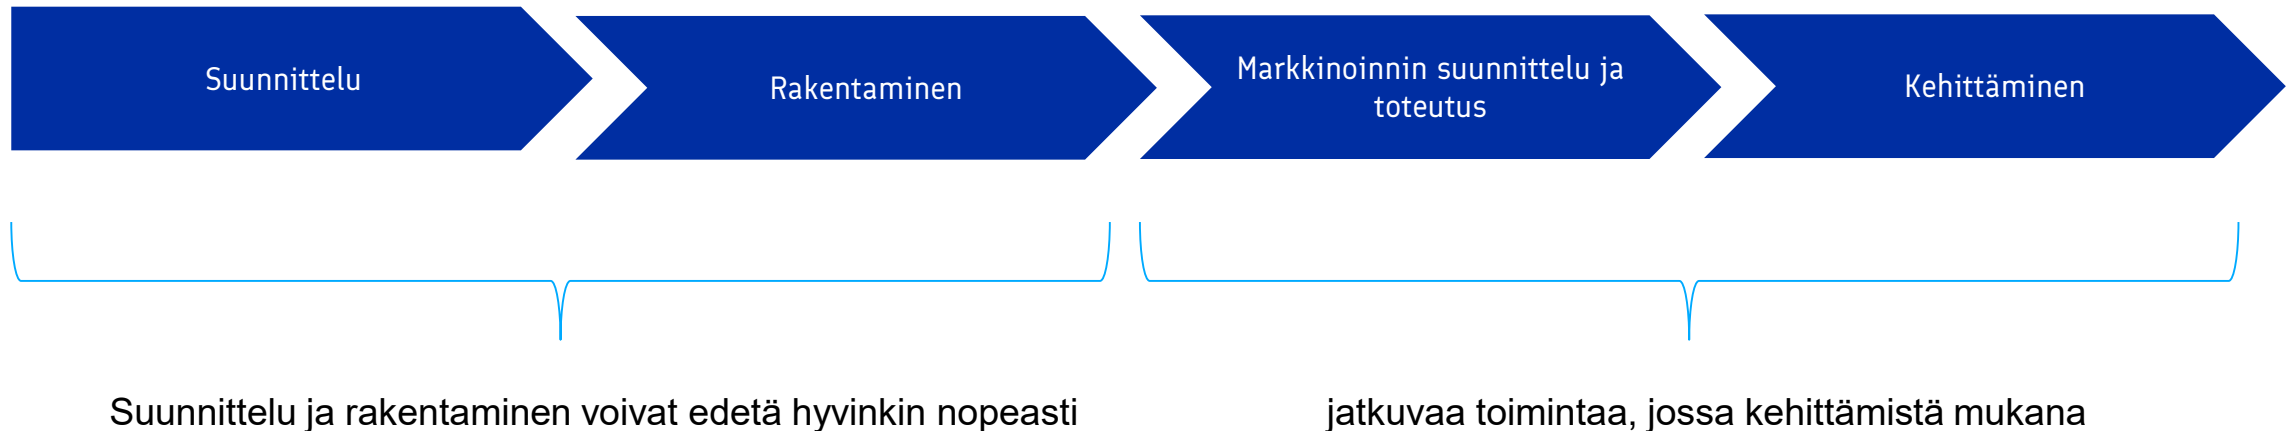 Suunnittelu
Rakentaminen
Markkinoinnin suunnittelu ja
toteutus
Kehittäminen
Suunnittelu ja rakentaminen voivat edetä hyvinkin nopeasti
jatkuvaa toimintaa, jossa kehittämistä mukana